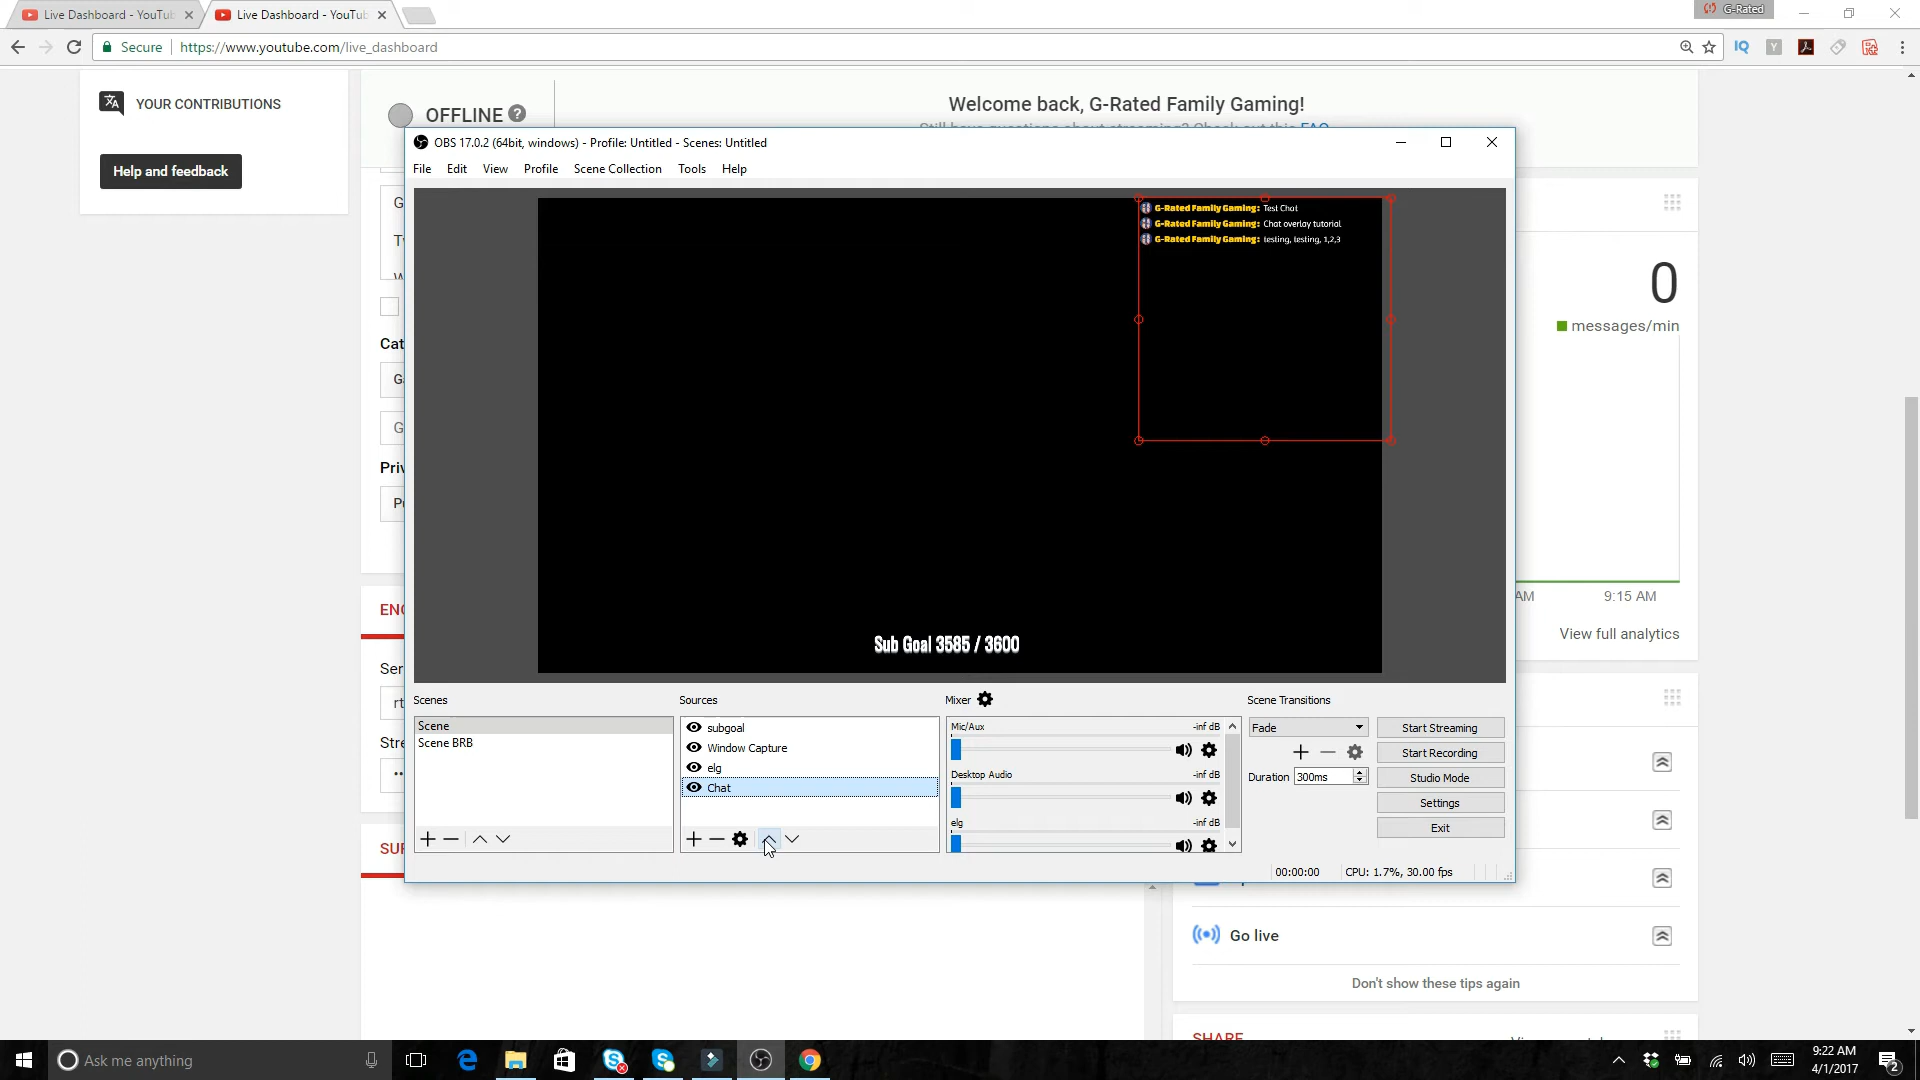 Live Dashboard - YouTub
Live Dashboard - YouTub
G-Rated
Secure
https://www.youtube.com/live_dashboard
IQ
YOUR CONTRIBUTIONS
Help and feedback
OFFLINE
Welcome back, G-Rated Family Gaming!
OBS 17.0.2 (64bit, windows) - Profile: Untitled - Scenes: Untitled
File
Edit
View
Profile
Scene Collection
Tools
Help
G-Rated Family Gaming: Test Chat
G-Rated Family Gaming: Chat overlay tutorial
G-Rated Family Gaming: testing, testing, 1,2,3
Sub Goal 3585 / 3600
0
messages/min
AM
9:15 AM
View full analytics
Cat
Pri
ENG
Ser
Stre
SUF
Scenes
Scene
Scene BRB
Sources
subgoal
Window Capture
elg
Chat
Mixer
Mic/Aux
-inf dB
Desktop Audio
-inf dB
elg
-inf dB
Scene Transitions
Fade
Duration
300ms
Start Streaming
Start Recording
Studio Mode
Settings
Exit
00:00:00
CPU: 1.7%, 30.00 fps
Go live
Don't show these tips again
SHARE
Ask me anything
9:22 AM
4/1/2017
2